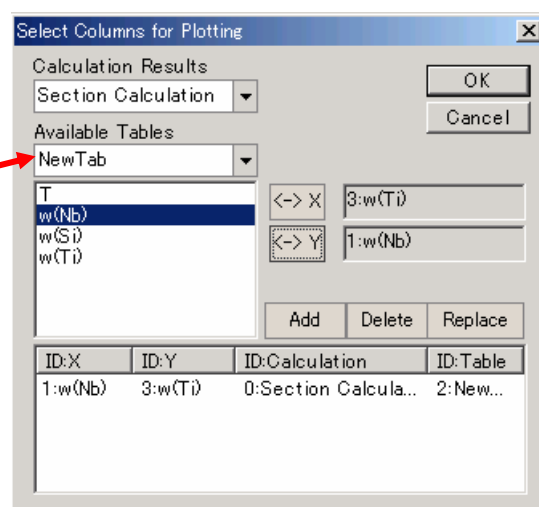 Select Columns for Plotting
Calculation Results
Section Calculation
OK
Cancel
Available Tables
NewTab
T
w(Nb)
w(Si)
w(Ti)
<-> X
3:w(Ti)
<-> Y
1:w(Nb)
Add Delete Replace
ID:X ID:Y ID:Calculation ID:Table
1:w(Nb) 3:w(Ti) 0:Section Calcula... 2:New...